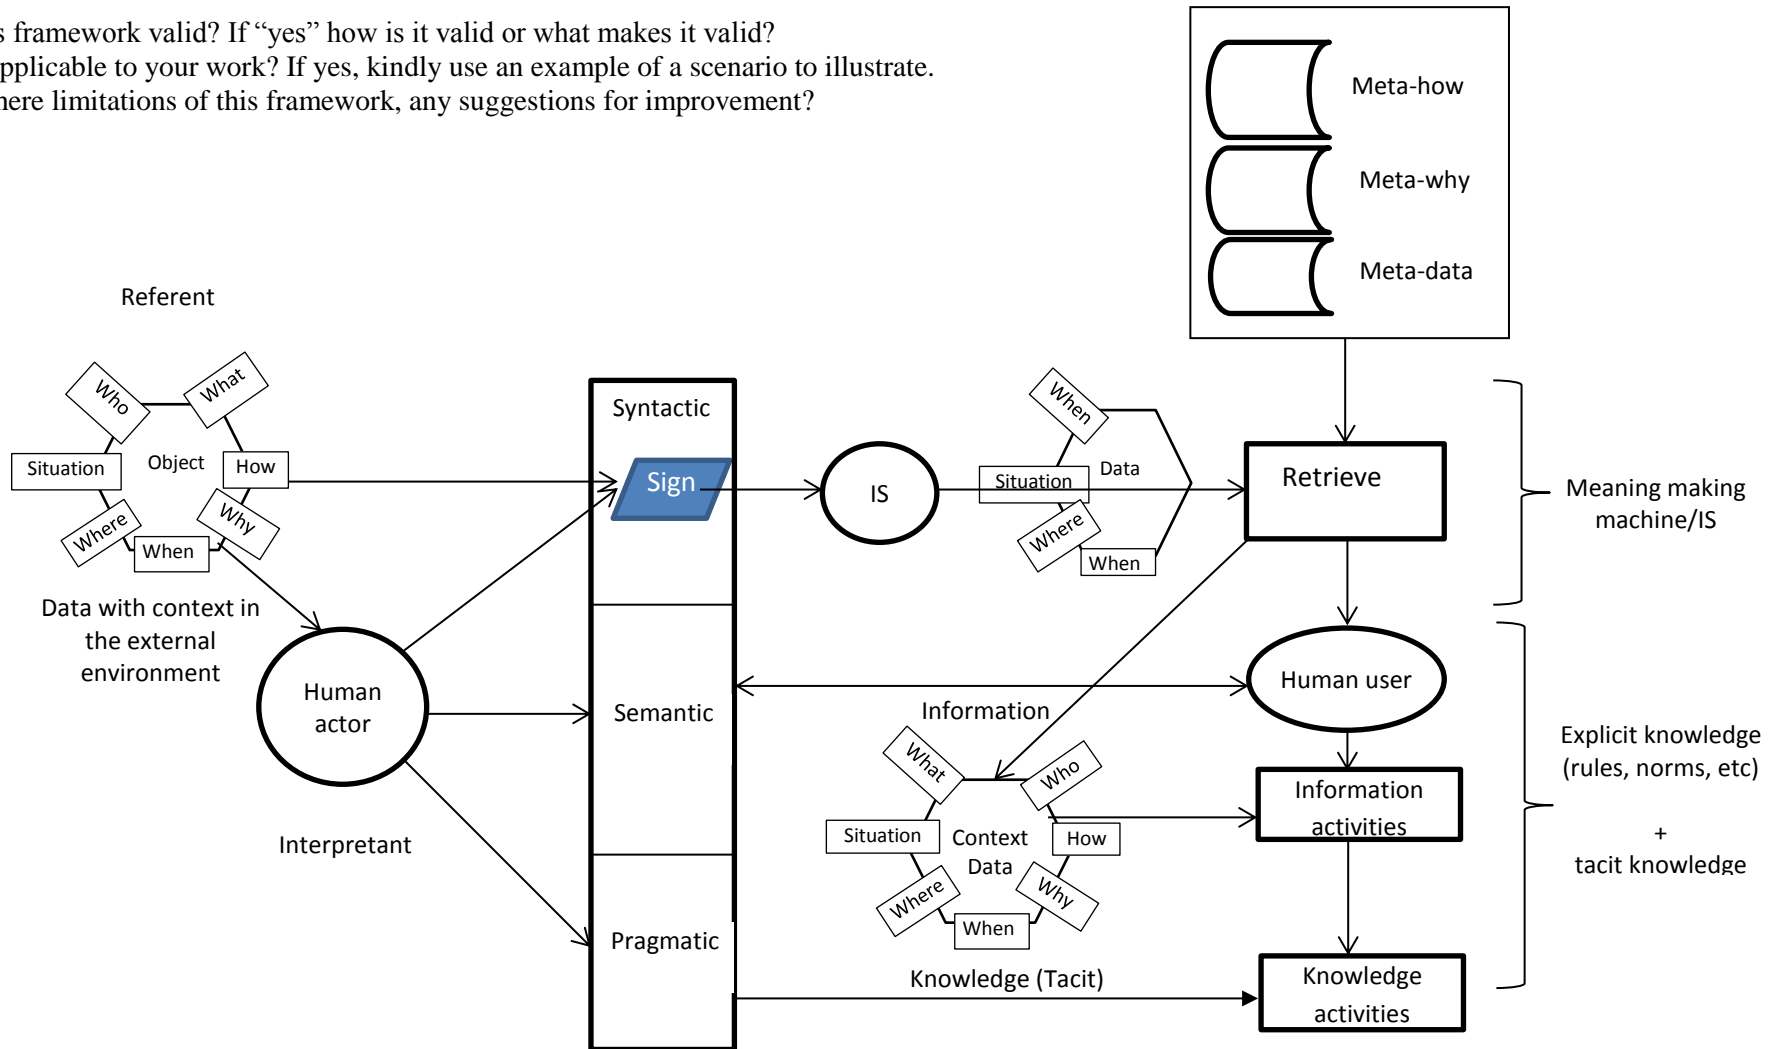 s framework valid? If “yes” how is it valid or what makes it valid?
pplicable to your work? If yes, kindly use an example of a scenario to illustrate.
here limitations of this framework, any suggestions for improvement?
Meta-how
Meta-why
Meta-data
Referent
Who
What
Situation
Object
How
Where
Why
When
Data with context in
the external
environment
Human
actor
Interpretant
Syntactic
Sign
Semantic
Pragmatic
IS
When
Situation
Data
Where
When
Retrieve
Meaning making
machine/IS
Human user
Information
What
Who
Situation
Context
Data
How
Where
Why
When
Information
activities
Explicit knowledge
(rules, norms, etc)
+
tacit knowledge
Knowledge (Tacit)
Knowledge
activities